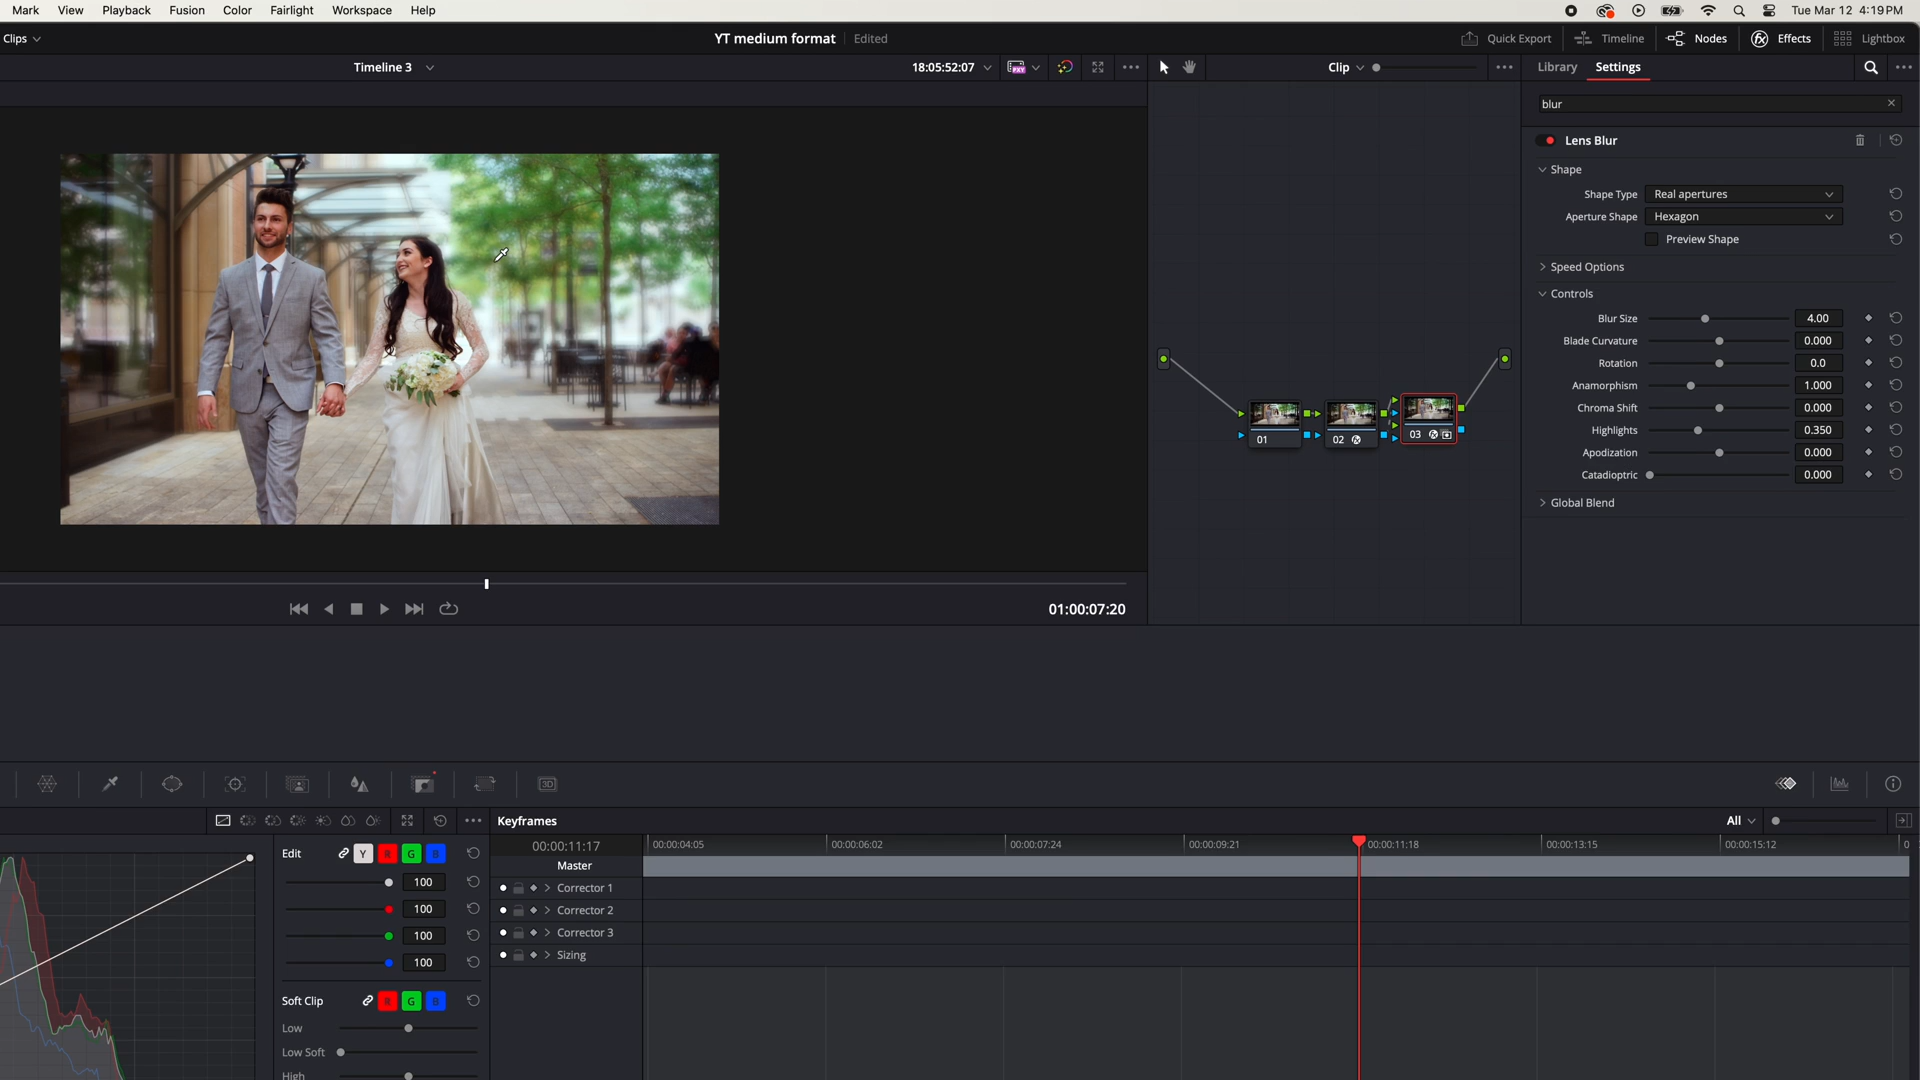 Mark View Playback Fusion Color Fairlight Workspace Help Tue Mar 12 4:19 PM
Clips YT medium format Edited Quick Export Timeline Nodes Effects Lightbox
Timeline 3 18:05:52:07 Clip Library Settings
blur
Lens Blur
Shape
Shape Type Real apertures
Aperture Shape Hexagon
Preview Shape
Speed Options
Controls
Blur Size 4.00
Blade Curvature 0.000
Rotation 0.0
Anamorphism 1.000
Chroma Shift 0.000
Highlights 0.350
Apodization 0.000
Catadioptric 0.000
Global Blend
01 02 03
01:00:07:20
3D
Keyframes All
Edit Y R G B 00:00:11:17 00:00:04:05 00:00:06:02 00:00:07:24 00:00:09:21 00:00:11:18 00:00:13:15 00:00:15:12 0
Master
100 Corrector 1
100 Corrector 2
100 Corrector 3
100 Sizing
Soft Clip R G B
Low
Low Soft
High